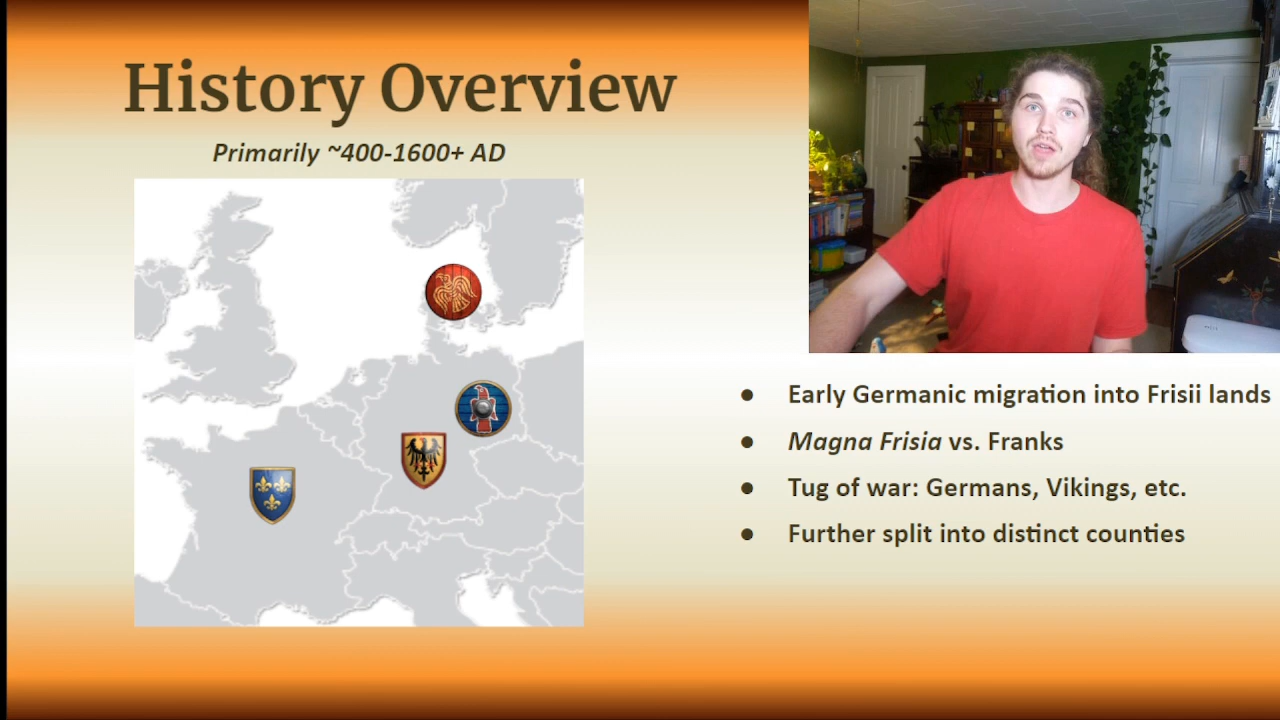 History Overview
Primarily ~400-1600+ AD
● Early Germanic migration into Frisii lands
● Magna Frisia vs. Franks
● Tug of war: Germans, Vikings, etc.
● Further split into distinct counties